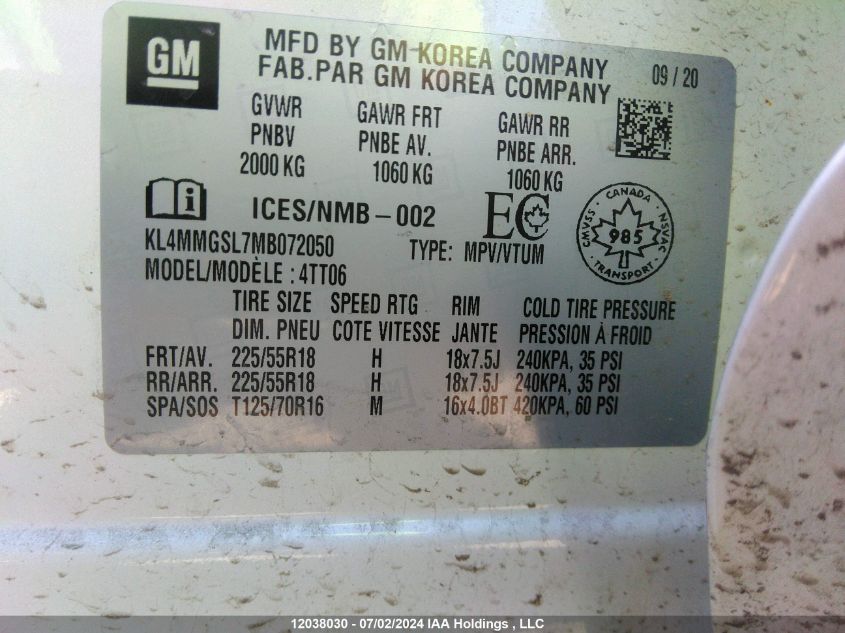 GM
MFD BY GM KOREA COMPANY
FAB.PAR GM KOREA COMPANY
09 / 20
GVWR GAWR FRT GAWR RR
PNBV PNBE AV. PNBE ARR.
2000 KG 1060 KG 1060 KG
ICES/NMB-002 EC
CMVSS CANADA NSVAC
985
TRANSPORT
KL4MMGSL7MB072050 TYPE: MPV/VTUM
MODEL/MODÈLE : 4TT06
TIRE SIZE SPEED RTG RIM COLD TIRE PRESSURE
DIM. PNEU COTE VITESSE JANTE PRESSION À FROID
FRT/AV. 225/55R18 H 18x7.5J 240KPA, 35 PSI
RR/ARR. 225/55R18 H 18x7.5J 240KPA, 35 PSI
SPA/SOS T125/70R16 M 16x4.0BT 420KPA, 60 PSI
12038030 - 07/02/2024 IAA Holdings , LLC